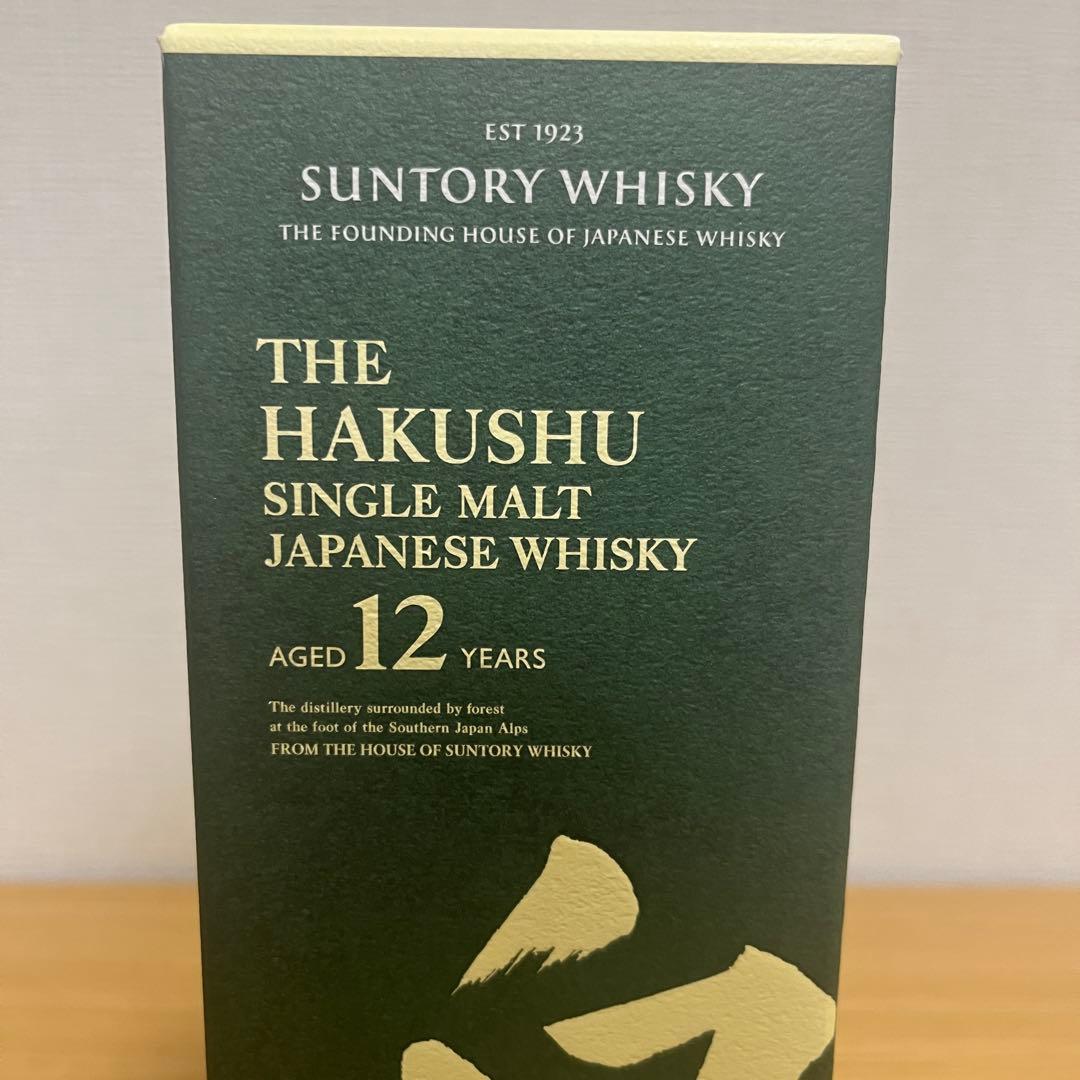 EST 1923
SUNTORY WHISKY
THE FOUNDING HOUSE OF JAPANESE WHISKY
THE
HAKUSHU
SINGLE MALT
JAPANESE WHISKY
AGED 12 YEARS
The distillery surrounded by forest
at the foot of the Southern Japan Alps
FROM THE HOUSE OF SUNTORY WHISKY